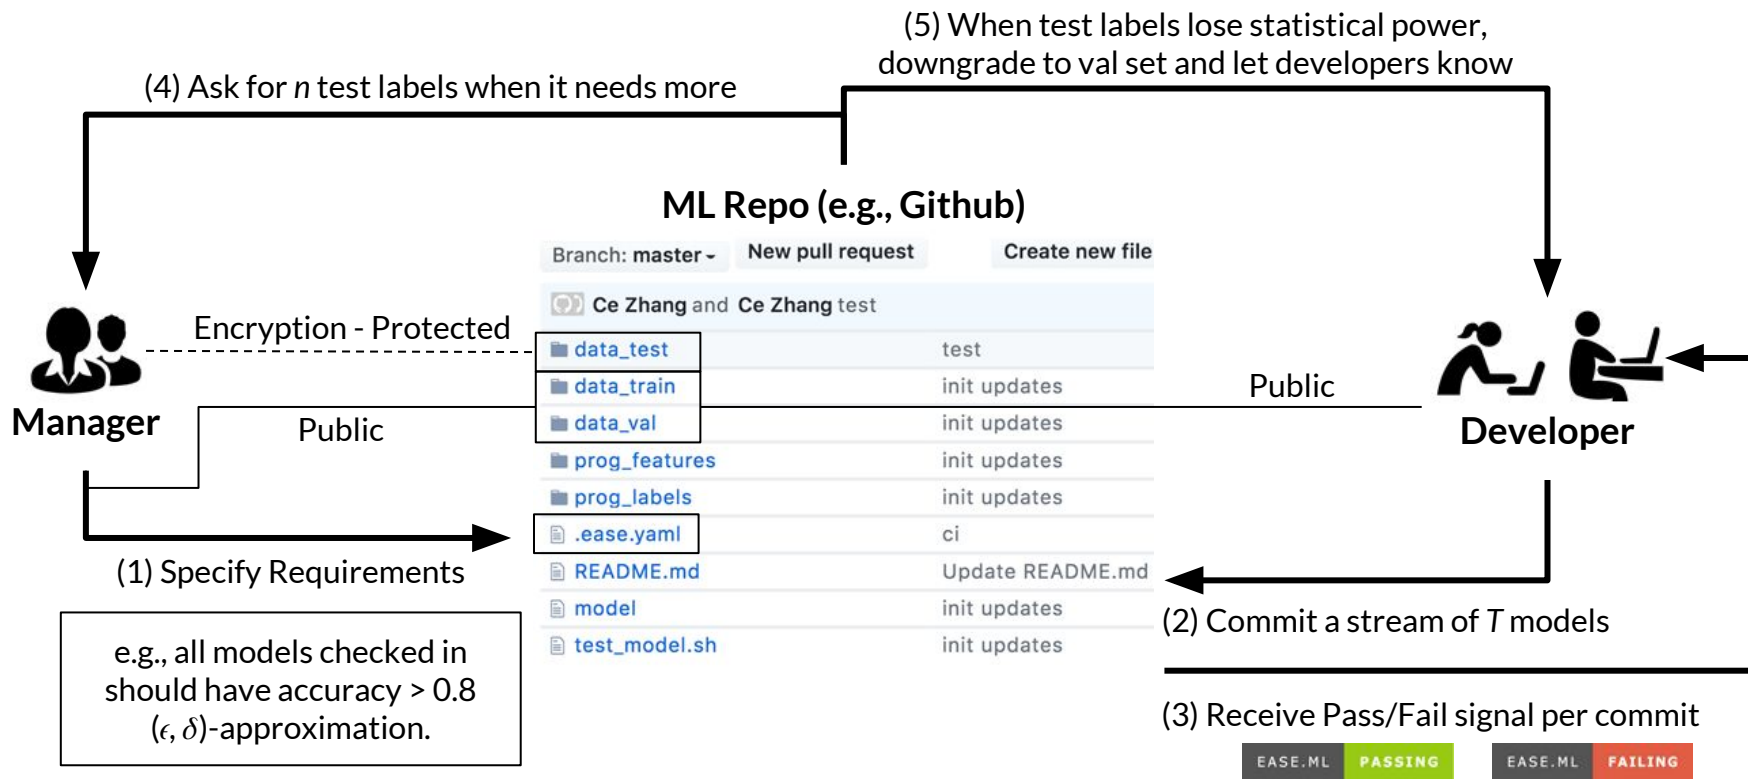 (5) When test labels lose statistical power,
downgrade to val set and let developers know
(4) Ask for n test labels when it needs more
ML Repo (e.g., Github)
Branch: master New pull request Create new file
Ce Zhang and Ce Zhang test
Encryption - Protected
data_test test
data_train init updates
Public
Manager
Public
data_val init updates
Developer
prog_features init updates
prog_labels init updates
.ease.yaml ci
(1) Specify Requirements
README.md Update README.md
model init updates
(2) Commit a stream of T models
test_model.sh init updates
e.g., all models checked in
should have accuracy > 0.8
(ϵ, δ)-approximation.
(3) Receive Pass/Fail signal per commit
EASE.ML PASSING
EASE.ML FAILING